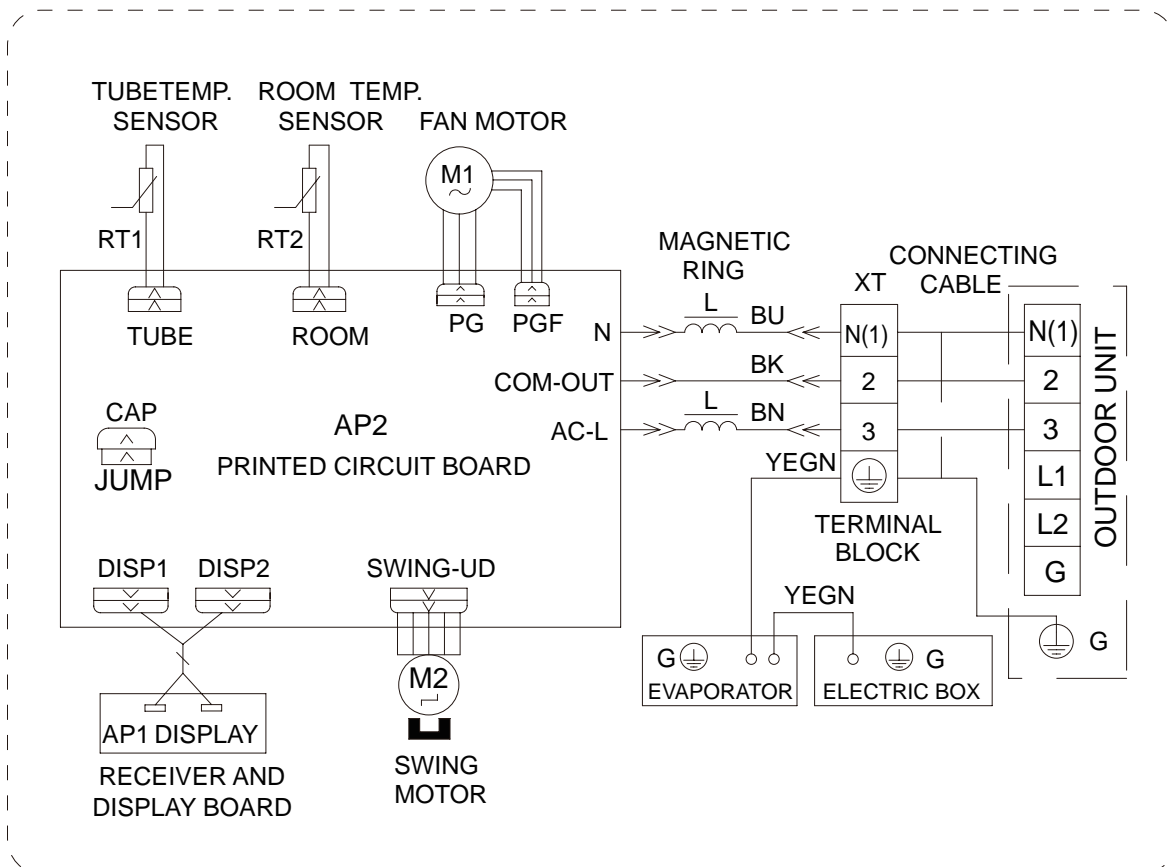 TUBETEMP.
SENSOR
ROOM TEMP.
SENSOR
FAN MOTOR
M1
RT1
RT2
TUBE
ROOM
PG
PGF
MAGNETIC
RING
XT
CONNECTING
CABLE
N
L
BU
N(1)
N(1)
COM-OUT
BK
2
2
AC-L
L
BN
3
3
YEGN
L1
L2
G
OUTDOOR UNIT
TERMINAL
BLOCK
CAP
JUMP
AP2
PRINTED CIRCUIT BOARD
DISP1
DISP2
SWING-UD
YEGN
G
EVAPORATOR
G
ELECTRIC BOX
G
M2
SWING
MOTOR
AP1 DISPLAY
RECEIVER AND
DISPLAY BOARD